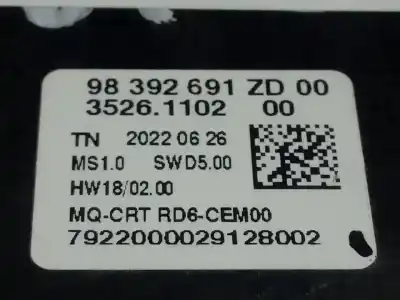 98 392 691 ZD 00
3526.1102 00
TN 2022 06 26
MS1.0 SWD5.00
HW18/02.00
MQ-CRT RD6-CEM00
7922000029128002